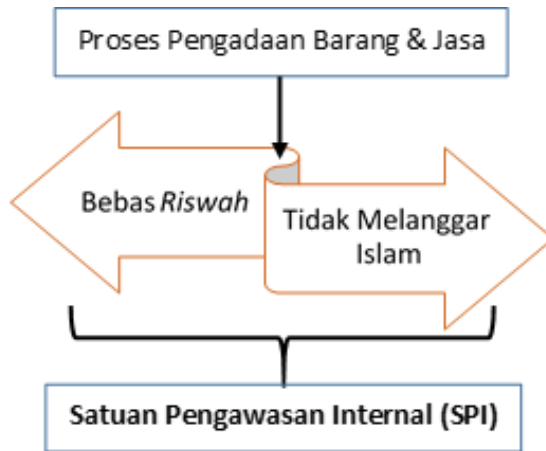 Proses Pengadaan Barang & Jasa
Bebas Riswah
Tidak Melanggar
Islam
Satuan Pengawasan Internal (SPI)